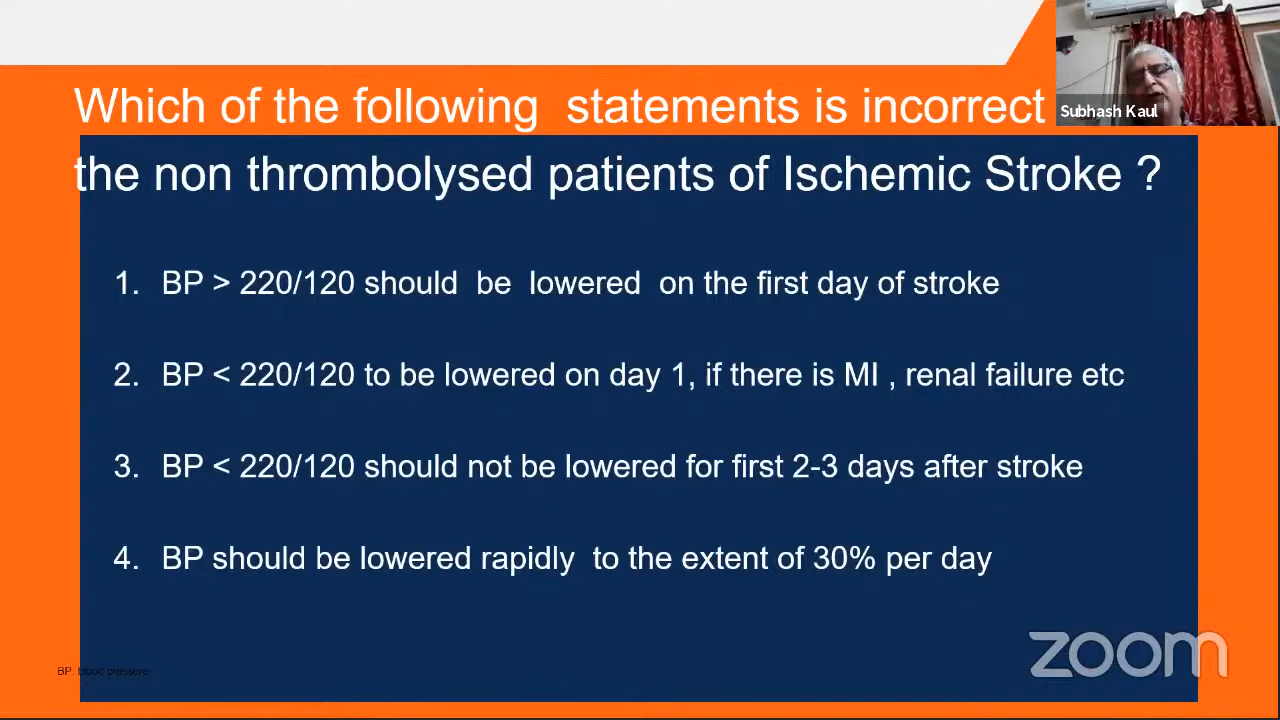 Which of the following statements is incorrect
the non thrombolysed patients of Ischemic Stroke ?
Subhash Kaul
1. BP > 220/120 should be lowered on the first day of stroke
2. BP < 220/120 to be lowered on day 1, if there is MI , renal failure etc
3. BP < 220/120 should not be lowered for first 2-3 days after stroke
4. BP should be lowered rapidly to the extent of 30% per day
BP: blood pressure
zoom